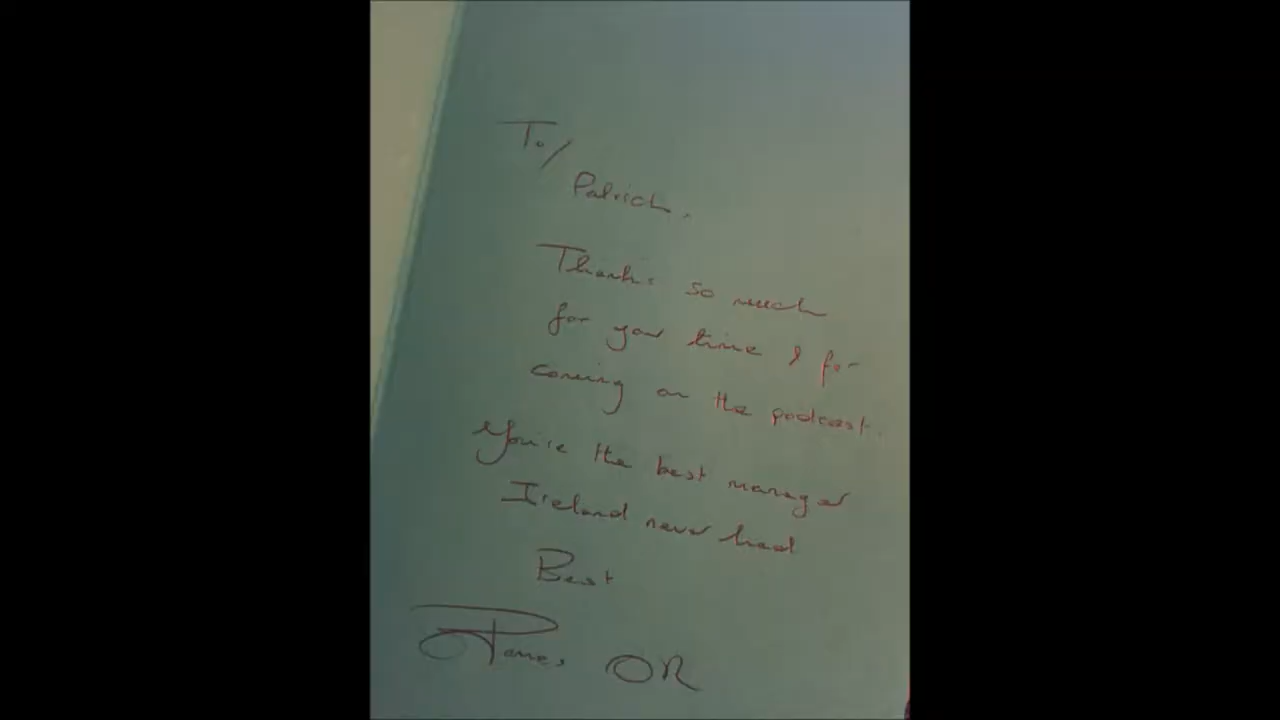 To/
Patrick.
Thanks so much
for your time & for
coming on the podcast.
You're the best manager
Ireland never had
Best
James OR